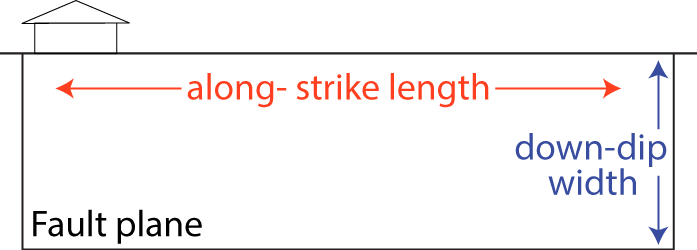 along- strike length
down-dip
width
Fault plane